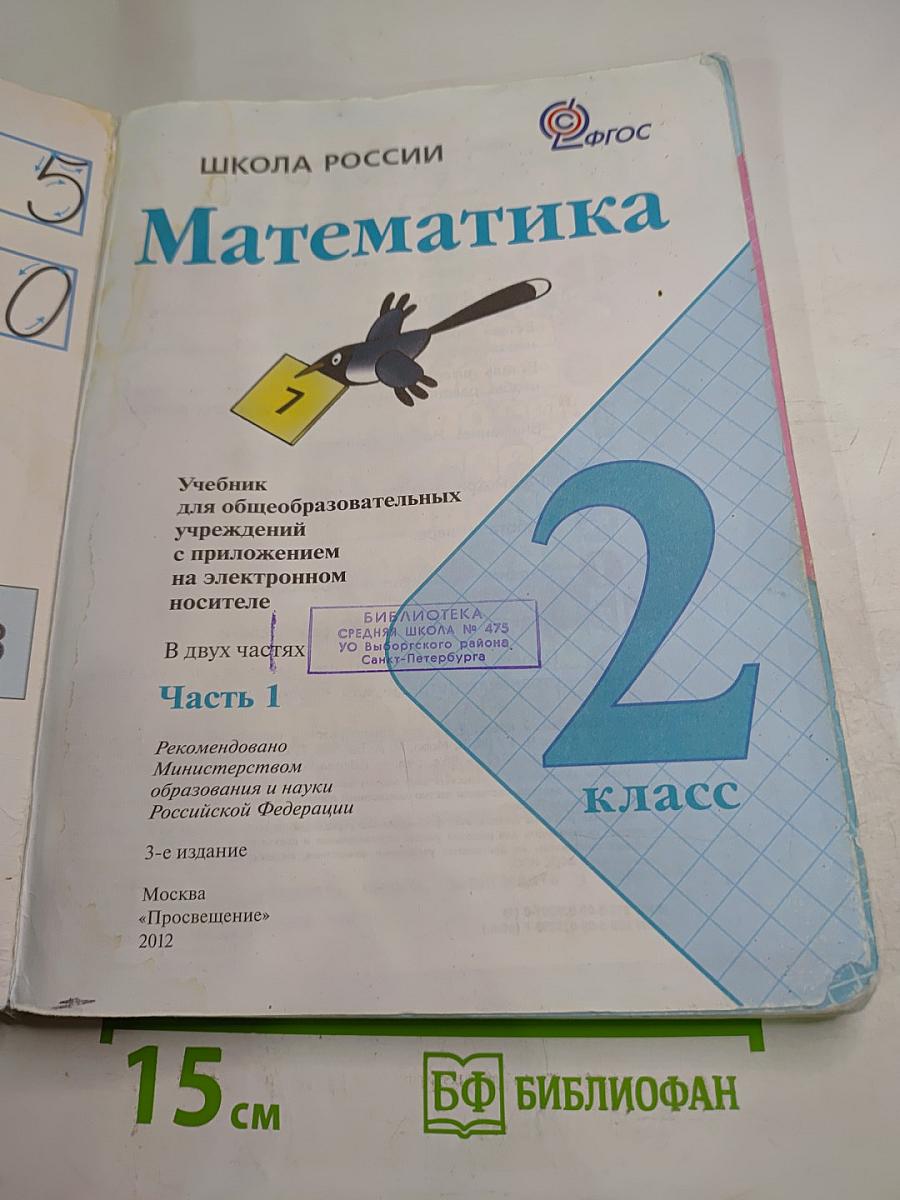 5
0
ШКОЛА РОССИИ
ФГОС
Математика
7
Учебник
для общеобразовательных
учреждений
с приложением
на электронном
носителе
БИБЛИОТЕКА
СРЕДНЯЯ ШКОЛА № 475
УО Выборгского района
Санкт-Петербурга
В двух частях
Часть 1
2
класс
Рекомендовано
Министерством
образования и науки
Российской Федерации
3-е издание
Москва
«Просвещение»
2012
15 см
БФ БИБЛИОФАН